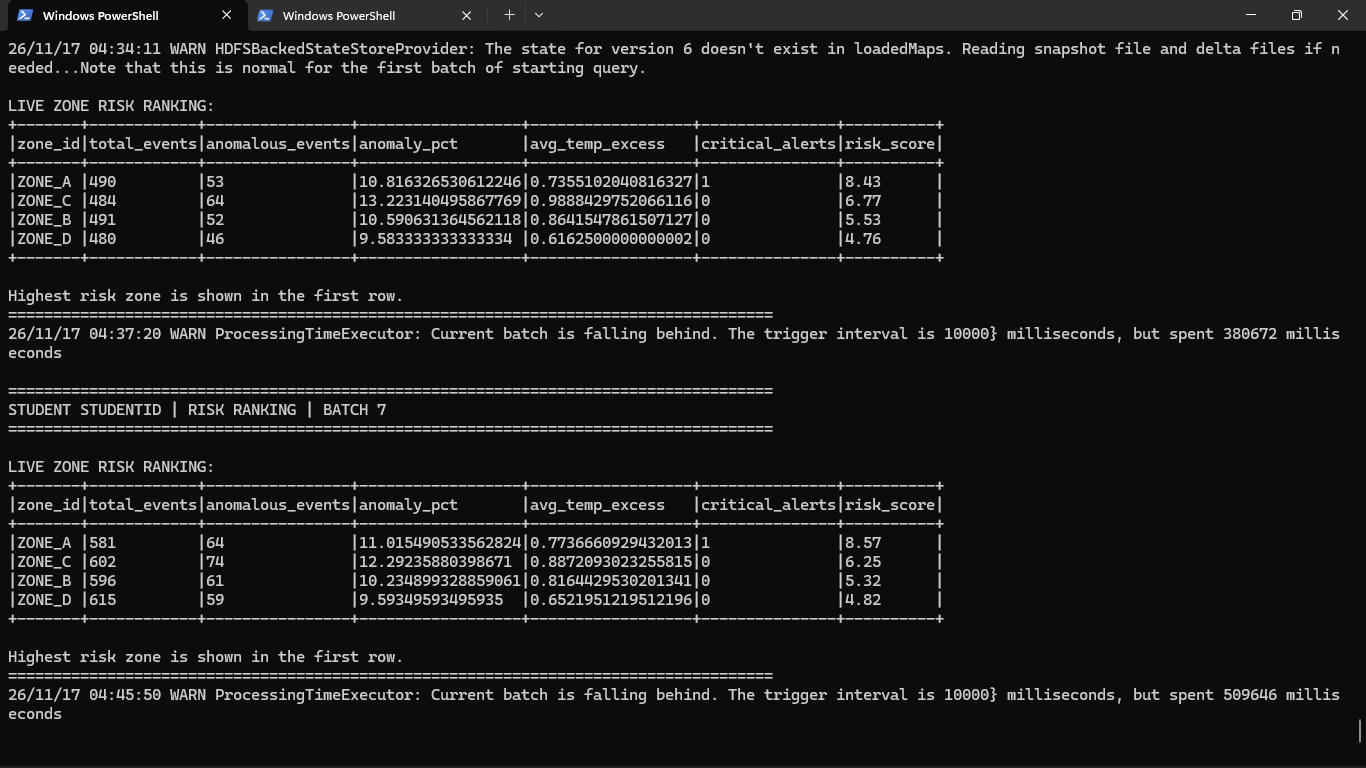 Windows PowerShell
Windows PowerShell
26/11/17 04:34:11 WARN HDFSBackedStateStoreProvider: The state for version 6 doesn't exist in loadedMaps. Reading snapshot file and delta files if n
eeded...Note that this is normal for the first batch of starting query.
LIVE ZONE RISK RANKING:
+-------+------------+----------------+------------------+------------------+---------------+----------+
|zone_id|total_events|anomalous_events|anomaly_pct       |avg_temp_excess   |critical_alerts|risk_score|
+-------+------------+----------------+------------------+------------------+---------------+----------+
|ZONE_A |490         |53              |10.816326530612246|0.7355102040816327|1              |8.43      |
|ZONE_C |484         |64              |13.223140495867769|0.9888429752066116|0              |6.77      |
|ZONE_B |491         |52              |10.590631364562118|0.8641547861507127|0              |5.53      |
|ZONE_D |480         |46              |9.583333333333334 |0.6162500000000002|0              |4.76      |
+-------+------------+----------------+------------------+------------------+---------------+----------+
Highest risk zone is shown in the first row.
=====================================================================================
26/11/17 04:37:20 WARN ProcessingTimeExecutor: Current batch is falling behind. The trigger interval is 10000} milliseconds, but spent 380672 millis
econds
=====================================================================================
STUDENT STUDENTID | RISK RANKING | BATCH 7
=====================================================================================
LIVE ZONE RISK RANKING:
+-------+------------+----------------+------------------+------------------+---------------+----------+
|zone_id|total_events|anomalous_events|anomaly_pct       |avg_temp_excess   |critical_alerts|risk_score|
+-------+------------+----------------+------------------+------------------+---------------+----------+
|ZONE_A |581         |64              |11.015490533562824|0.7736660929432013|1              |8.57      |
|ZONE_C |602         |74              |12.29235880398671 |0.8872093023255815|0              |6.25      |
|ZONE_B |596         |61              |10.234899328859061|0.8164429530201341|0              |5.32      |
|ZONE_D |615         |59              |9.59349593495935  |0.6521951219512196|0              |4.82      |
+-------+------------+----------------+------------------+------------------+---------------+----------+
Highest risk zone is shown in the first row.
=====================================================================================
26/11/17 04:45:50 WARN ProcessingTimeExecutor: Current batch is falling behind. The trigger interval is 10000} milliseconds, but spent 509646 millis
econds